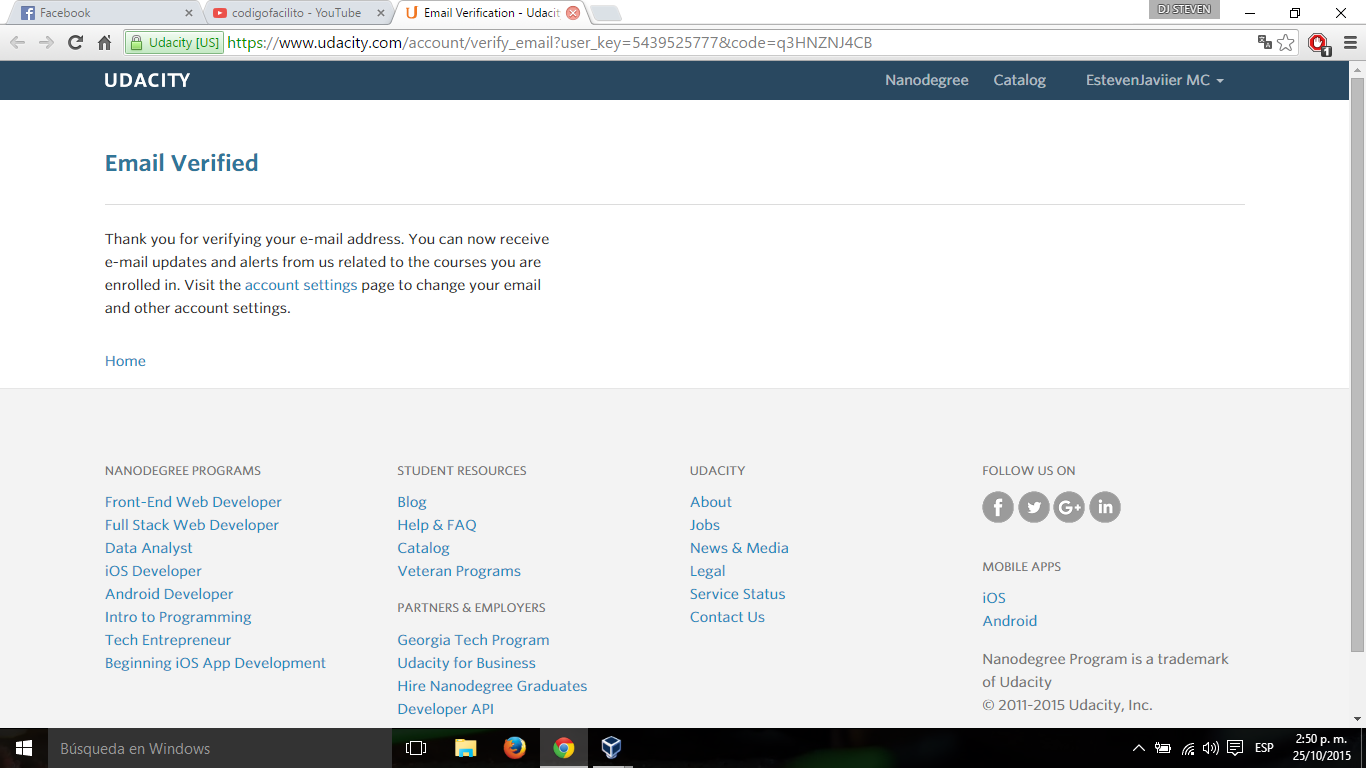 Facebook
codigofacilito - YouTube
Email Verification - Udacit
DJ STEVEN
Udacity [US]
https://www.udacity.com/account/verify_email?user_key=5439525777&code=q3HNZNJ4CB
1
UDACITY
Nanodegree
Catalog
EstevenJaviier MC
Email Verified
Thank you for verifying your e-mail address. You can now receive
e-mail updates and alerts from us related to the courses you are
enrolled in. Visit the account settings page to change your email
and other account settings.
Home
NANODEGREE PROGRAMS
Front-End Web Developer
Full Stack Web Developer
Data Analyst
iOS Developer
Android Developer
Intro to Programming
Tech Entrepreneur
Beginning iOS App Development
STUDENT RESOURCES
Blog
Help & FAQ
Catalog
Veteran Programs
PARTNERS & EMPLOYERS
Georgia Tech Program
Udacity for Business
Hire Nanodegree Graduates
Developer API
UDACITY
About
Jobs
News & Media
Legal
Service Status
Contact Us
FOLLOW US ON
MOBILE APPS
iOS
Android
Nanodegree Program is a trademark
of Udacity
© 2011-2015 Udacity, Inc.
Búsqueda en Windows
ESP
2:50 p. m.
25/10/2015